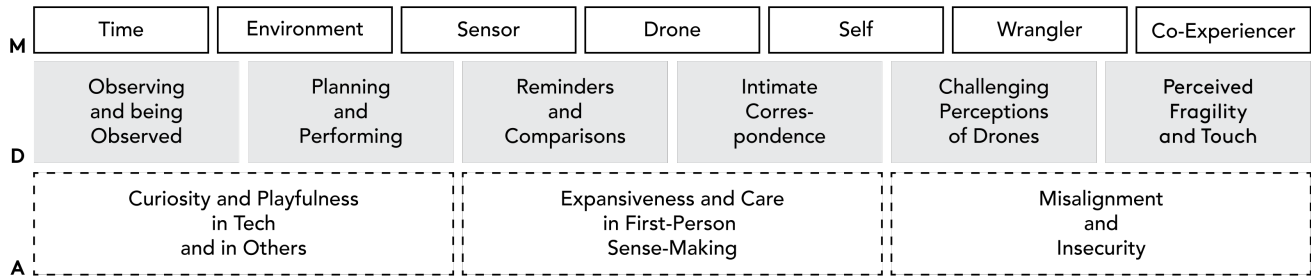 M
Time
Environment
Sensor
Drone
Self
Wrangler
Co-Experiencer
D
Observing
and being
Observed
Planning
and
Performing
Reminders
and
Comparisons
Intimate
Corres-
pondence
Challenging
Perceptions
of Drones
Perceived
Fragility
and Touch
A
Curiosity and Playfulness
in Tech
and in Others
Expansiveness and Care
in First-Person
Sense-Making
Misalignment
and
Insecurity